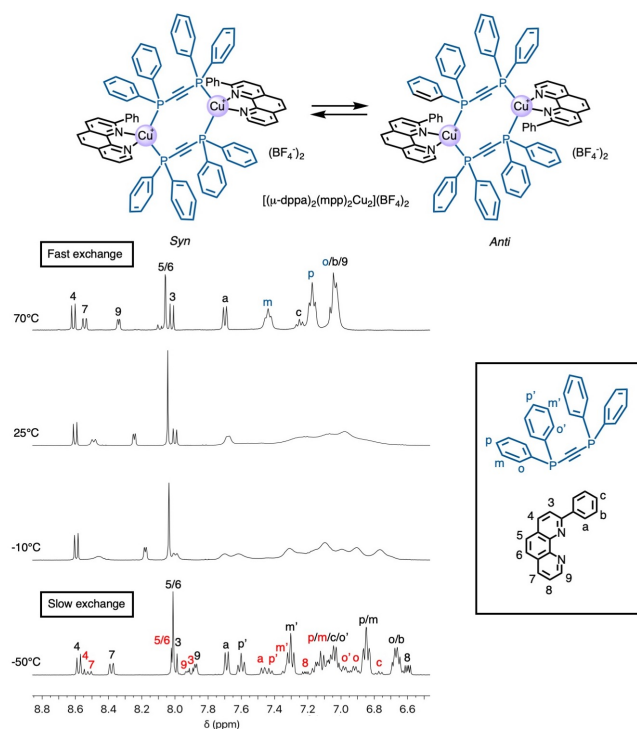 Ph
P
P
Ph
N
N
Cu
+
N
N
Cu
+
P
P
(BF4-)2
Syn
[(μ-dppa)2(mpp)2Cu2](BF4)2
P
P
N
N
Cu
+
Ph
N
N
Cu
+
Ph
P
P
(BF4-)2
Anti
Fast exchange
70°C
4
7
9
5/6
3
a
m
c
p
o/b/9
25°C
-10°C
Slow exchange
-50°C
4
4
5
7
7
5/6
5/6
3
9
3
9
a
p'
a
p'
m'
m'
8
p/m/c/o'
o'
o
p/m
c
o/b
8
8.8
8.6
8.4
8.2
8.0
7.8
7.6
7.4
7.2
7.0
6.8
6.6
δ (ppm)
p'
m'
p
o'
m
o
P
P
3
4
5
6
7
8
9
N
N
a
b
c